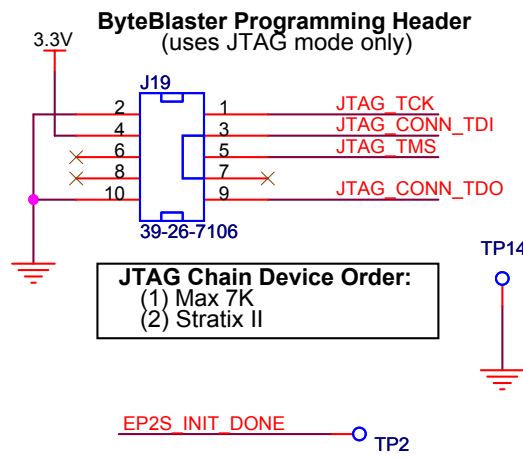 ByteBlaster Programming Header
(uses JTAG mode only)
3.3V
J19
2 1 JTAG_TCK
4 3 JTAG_CONN_TDI
6 5 JTAG_TMS
8 7
10 9 JTAG_CONN_TDO
39-26-7106
TP14
JTAG Chain Device Order:
(1) Max 7K
(2) Stratix II
EP2S_INIT_DONE
TP2